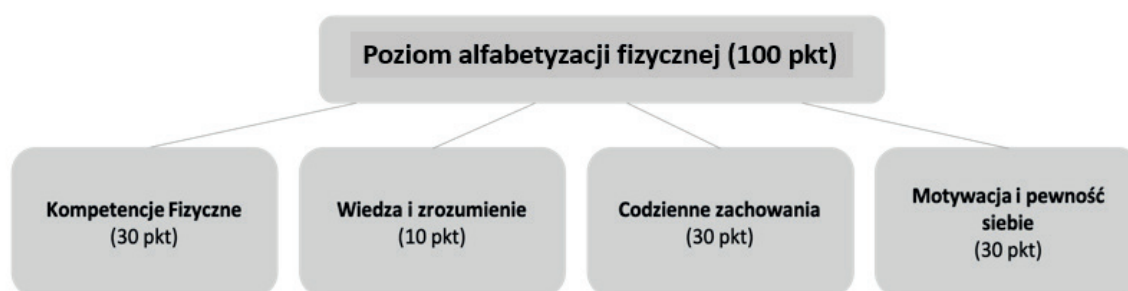 Poziom alfabetyzacji fizycznej (100 pkt)
Kompetencje Fizyczne
(30 pkt)
Wiedza i zrozumienie
(10 pkt)
Codzienne zachowania
(30 pkt)
Motywacja i pewność
siebie
(30 pkt)